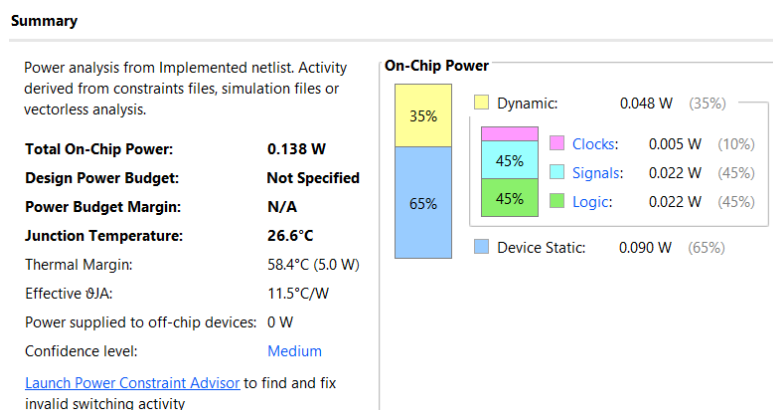 Summary
Power analysis from Implemented netlist. Activity
derived from constraints files, simulation files or
vectorless analysis.
Total On-Chip Power: 0.138 W
Design Power Budget: Not Specified
Power Budget Margin: N/A
Junction Temperature: 26.6°C
Thermal Margin: 58.4°C (5.0 W)
Effective ϑJA: 11.5°C/W
Power supplied to off-chip devices: 0 W
Confidence level: Medium
Launch Power Constraint Advisor to find and fix
invalid switching activity
On-Chip Power
35%
65%
Dynamic: 0.048 W (35%)
45%
45%
Clocks: 0.005 W (10%)
Signals: 0.022 W (45%)
Logic: 0.022 W (45%)
Device Static: 0.090 W (65%)